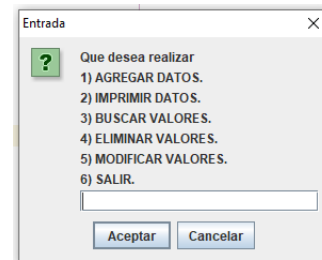 Entrada
Que desea realizar
1) AGREGAR DATOS.
2) IMPRIMIR DATOS.
3) BUSCAR VALORES.
4) ELIMINAR VALORES.
5) MODIFICAR VALORES.
6) SALIR.
Aceptar Cancelar